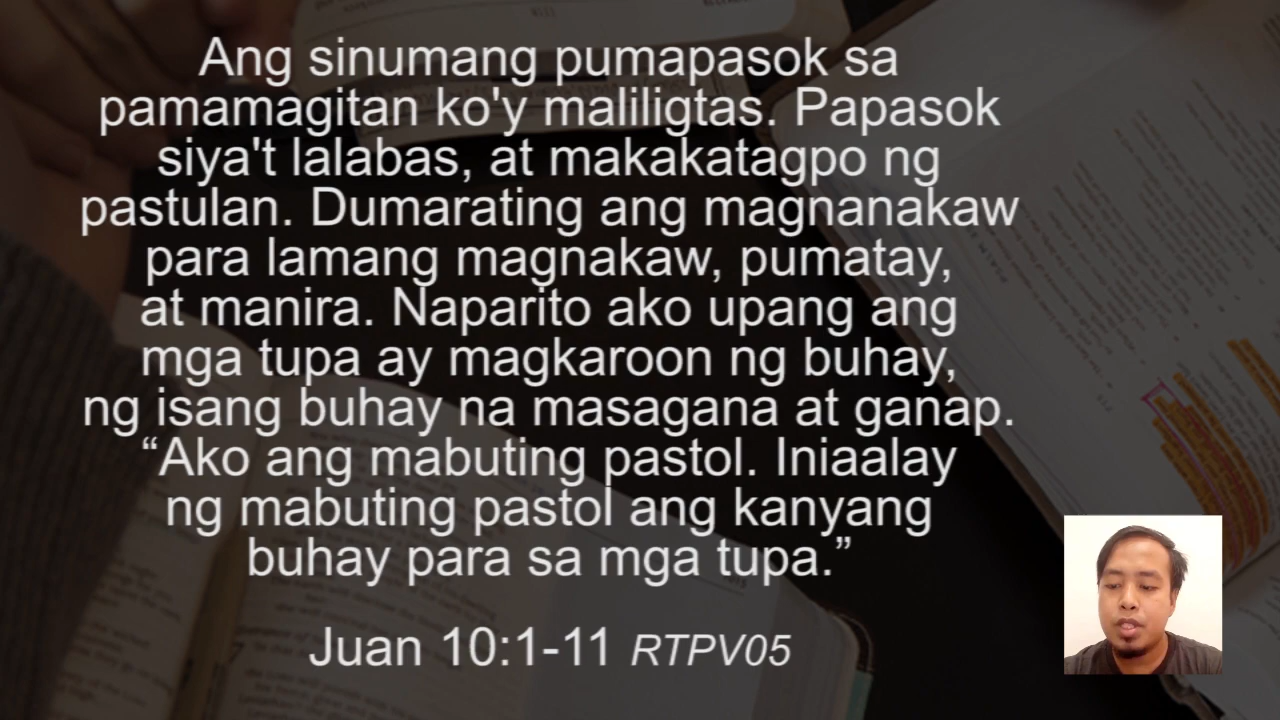 Ang sinumang pumapasok sa
pamamagitan ko'y maliligtas. Papasok
siya't lalabas, at makakatagpo ng
pastulan. Dumarating ang magnanakaw
para lamang magnakaw, pumatay,
at manira. Naparito ako upang ang
mga tupa ay magkaroon ng buhay,
ng isang buhay na masagana at ganap.
“Ako ang mabuting pastol. Iniaalay
ng mabuting pastol ang kanyang
buhay para sa mga tupa.”
Juan 10:1-11 RTPV05